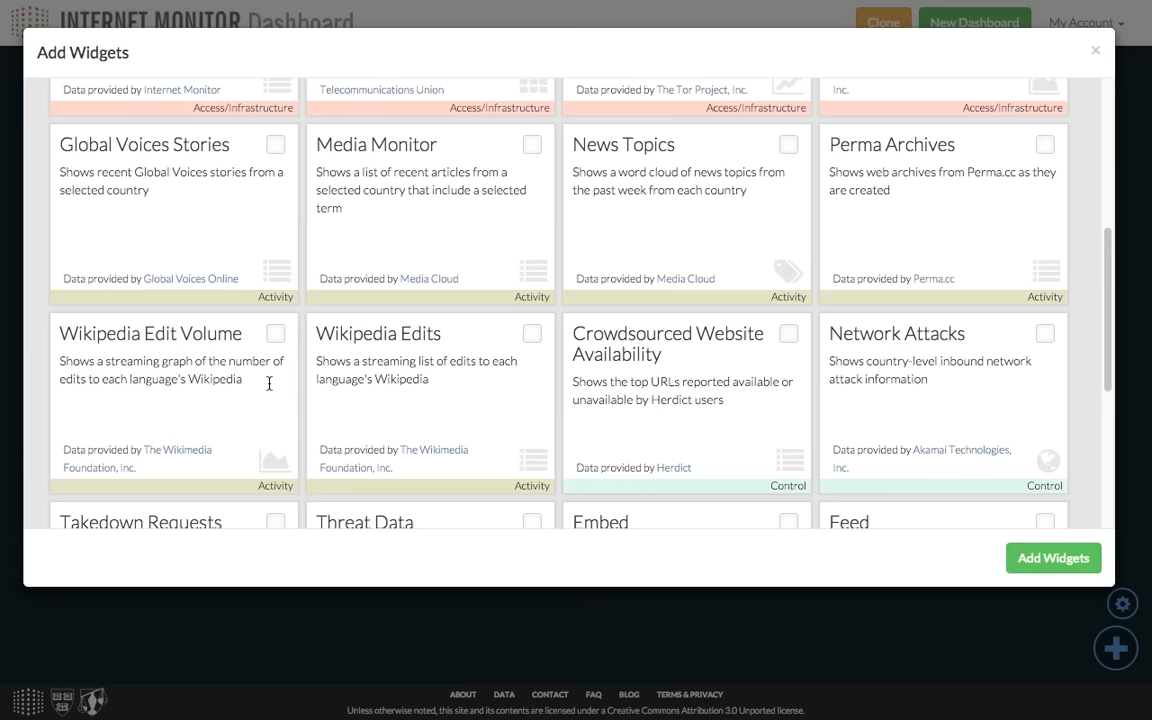 INTERNET MONITOR Dashboard
Clone
New Dashboard
My Account
Add Widgets
×
Data provided by Internet Monitor
Access/Infrastructure
Telecommunications Union
Access/Infrastructure
Data provided by The Tor Project, Inc.
Access/Infrastructure
Inc.
Access/Infrastructure
Global Voices Stories
Shows recent Global Voices stories from a
selected country
Data provided by Global Voices Online
Activity
Media Monitor
Shows a list of recent articles from a
selected country that include a selected
term
Data provided by Media Cloud
Activity
News Topics
Shows a word cloud of news topics from
the past week from each country
Data provided by Media Cloud
Activity
Perma Archives
Shows web archives from Perma.cc as they
are created
Data provided by Perma.cc
Activity
Wikipedia Edit Volume
Shows a streaming graph of the number of
edits to each language's Wikipedia
Data provided by The Wikimedia
Foundation, Inc.
Activity
Wikipedia Edits
Shows a streaming list of edits to each
language's Wikipedia
Data provided by The Wikimedia
Foundation, Inc.
Activity
Crowdsourced Website
Availability
Shows the top URLs reported available or
unavailable by Herdict users
Data provided by Herdict
Control
Network Attacks
Shows country-level inbound network
attack information
Data provided by Akamai Technologies,
Inc.
Control
Takedown Requests
Threat Data
Embed
Feed
Add Widgets
ABOUT DATA CONTACT FAQ BLOG TERMS & PRIVACY
Unless otherwise noted, this site and its contents are licensed under a Creative Commons Attribution 3.0 Unported license.